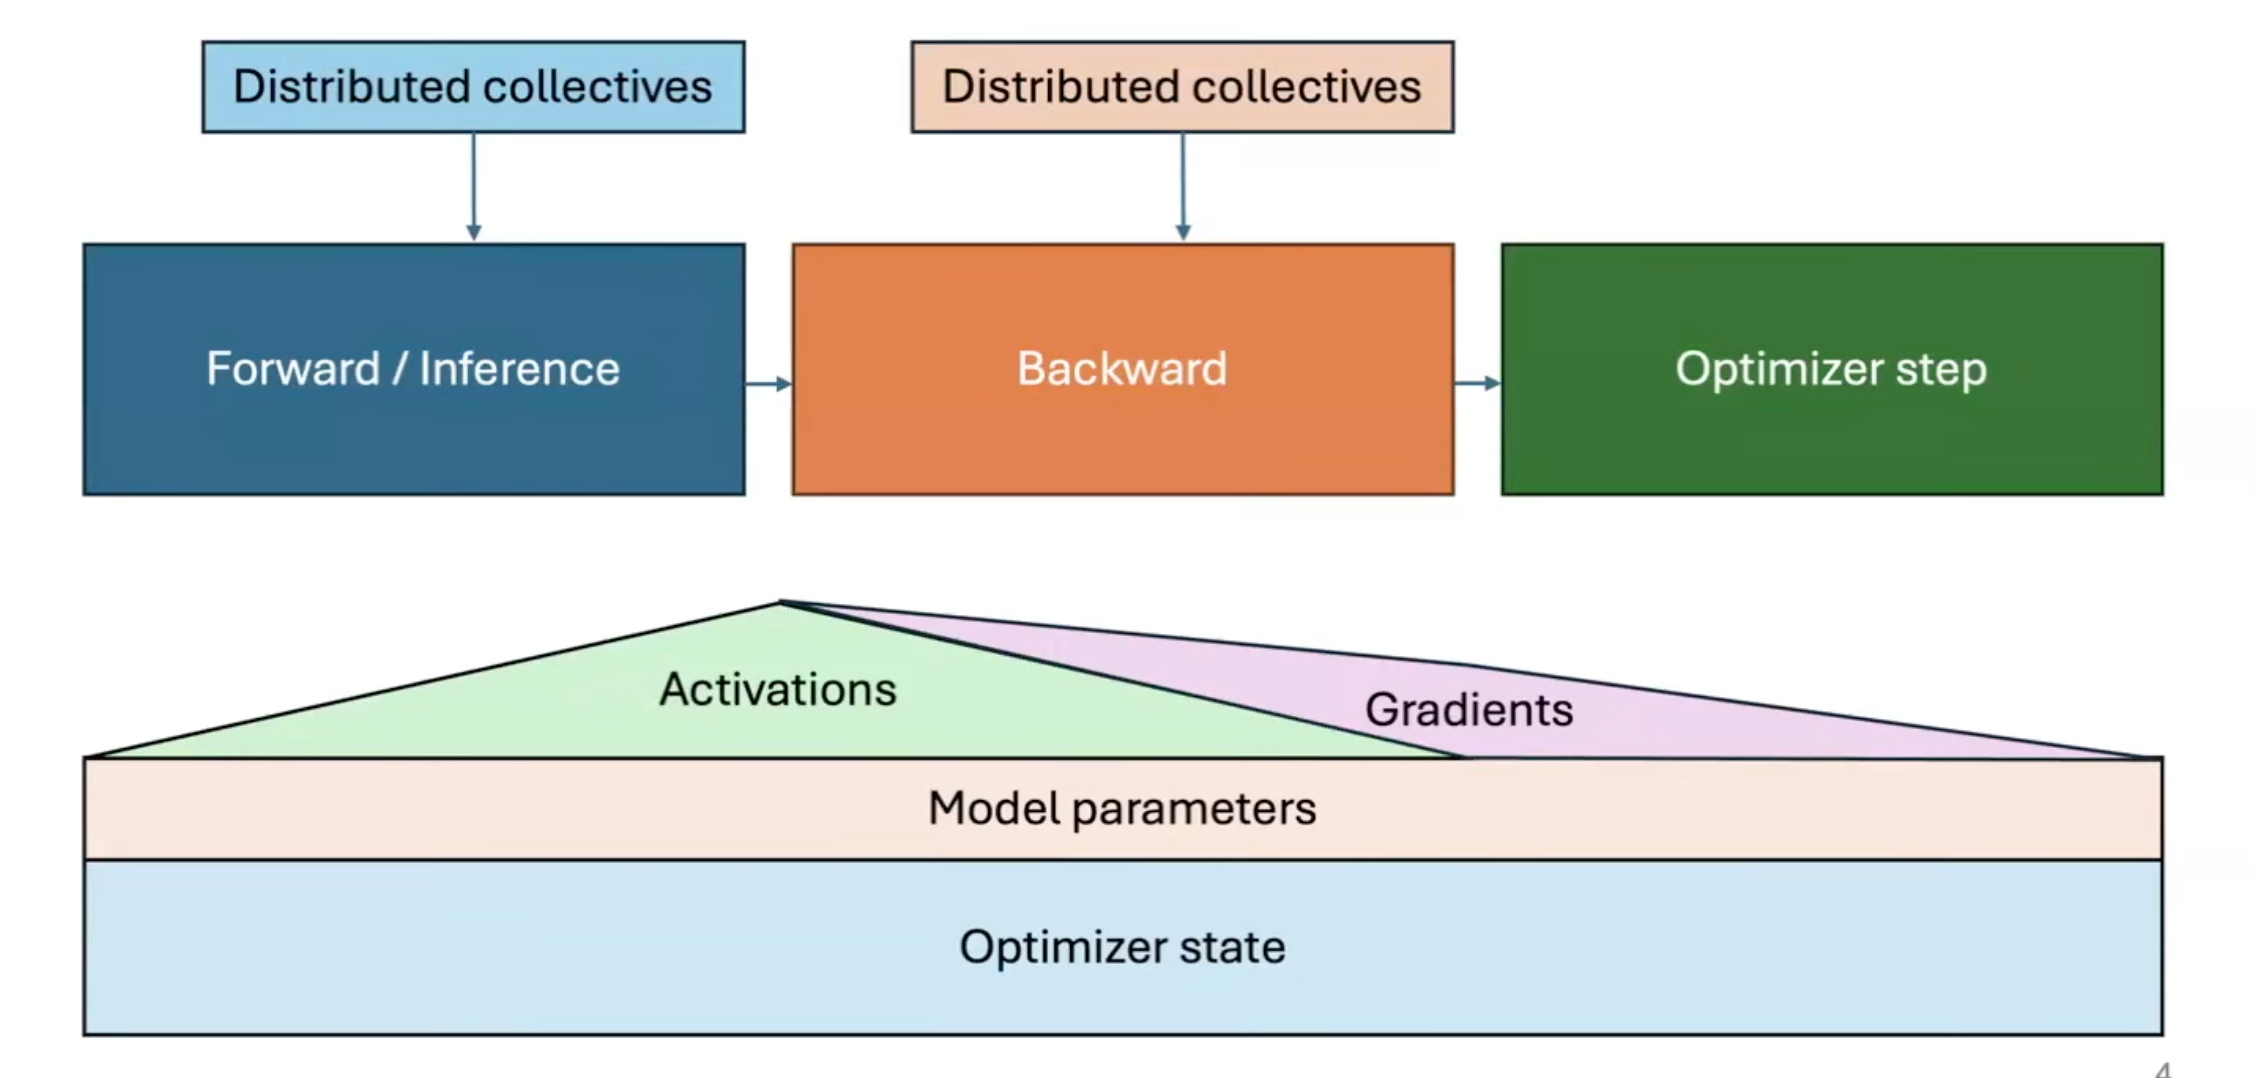 Distributed collectives
Distributed collectives
Forward / Inference
Backward
Optimizer step
Activations
Gradients
Model parameters
Optimizer state
4